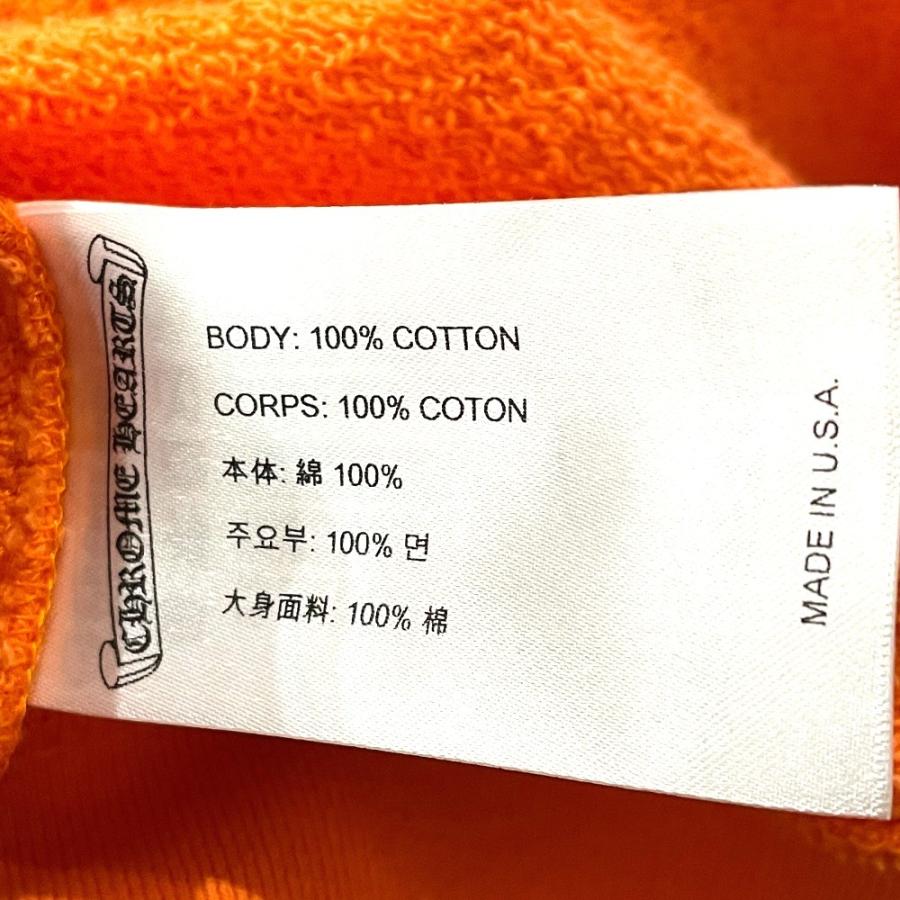 CHROME HEARTS
BODY: 100% COTTON
CORPS: 100% COTON
本体: 綿 100%
주요부: 100% 면
大身面料: 100% 棉
MADE IN U.S.A.